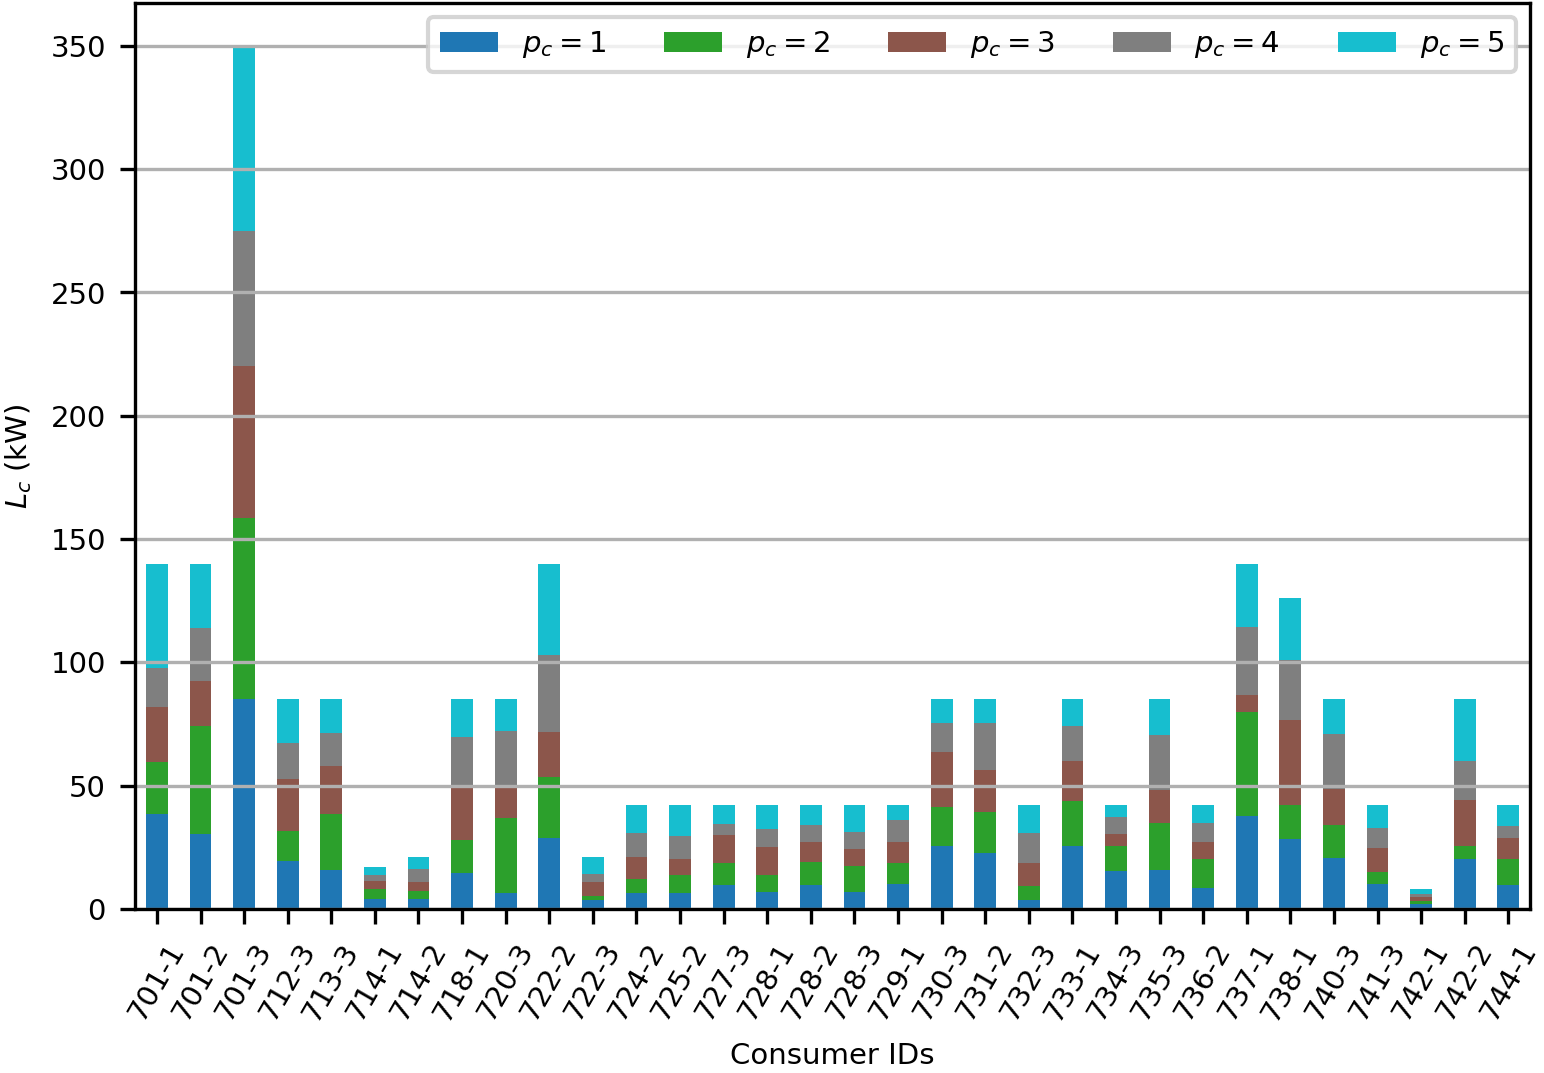 p_c = 1 p_c = 2 p_c = 3 p_c = 4 p_c = 5
350
300
250
200
150
100
50
0
L_c (kW)
701-1 701-2 701-3 712-3 713-3 714-1 714-2 718-1 720-3 722-2 722-3 724-2 725-2 727-3 728-1 728-2 728-3 729-1 730-3 731-2 732-3 733-1 734-3 735-3 736-2 737-1 738-1 740-3 741-3 742-1 742-2 744-1
Consumer IDs